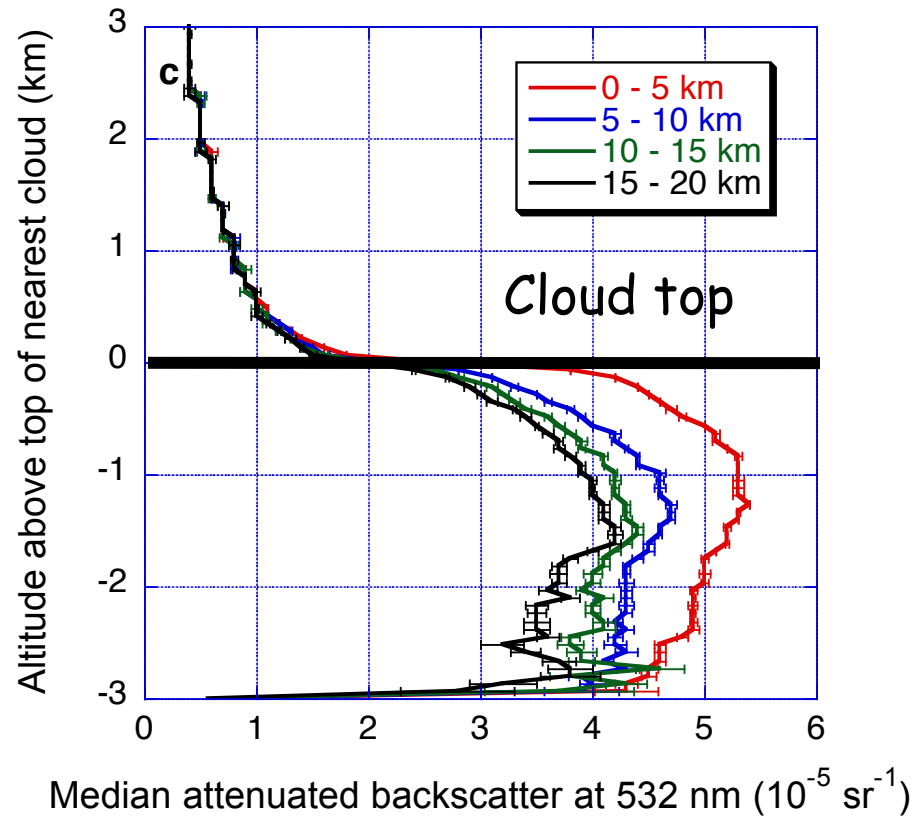 Altitude above top of nearest cloud (km)
3
2
1
0
-1
-2
-3
c
0 - 5 km
5 - 10 km
10 - 15 km
15 - 20 km
Cloud top
0 1 2 3 4 5 6
Median attenuated backscatter at 532 nm (10⁻⁵ sr⁻¹)